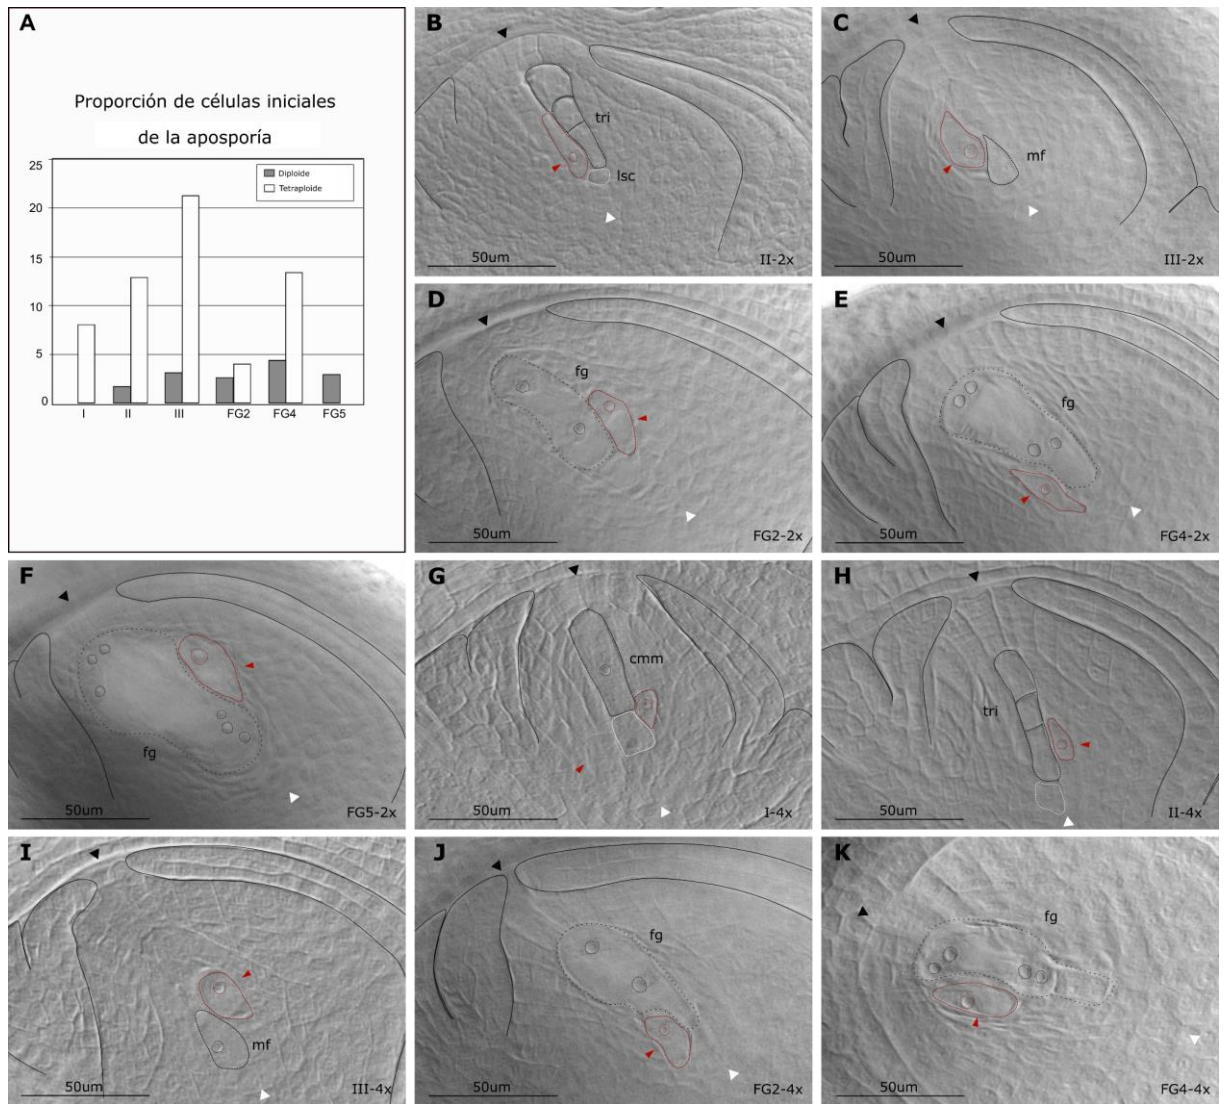 A
Proporción de células iniciales
de la aposporía
25
20
15
10
5
0
Diploide
Tetraploide
I II III FG2 FG4 FG5
B
tri
lsc
50um
II-2x
C
mf
50um
III-2x
D
fg
50um
FG2-2x
E
fg
50um
FG4-2x
F
fg
50um
FG5-2x
G
cmm
50um
I-4x
H
tri
50um
II-4x
I
mf
50um
III-4x
J
fg
50um
FG2-4x
K
fg
50um
FG4-4x